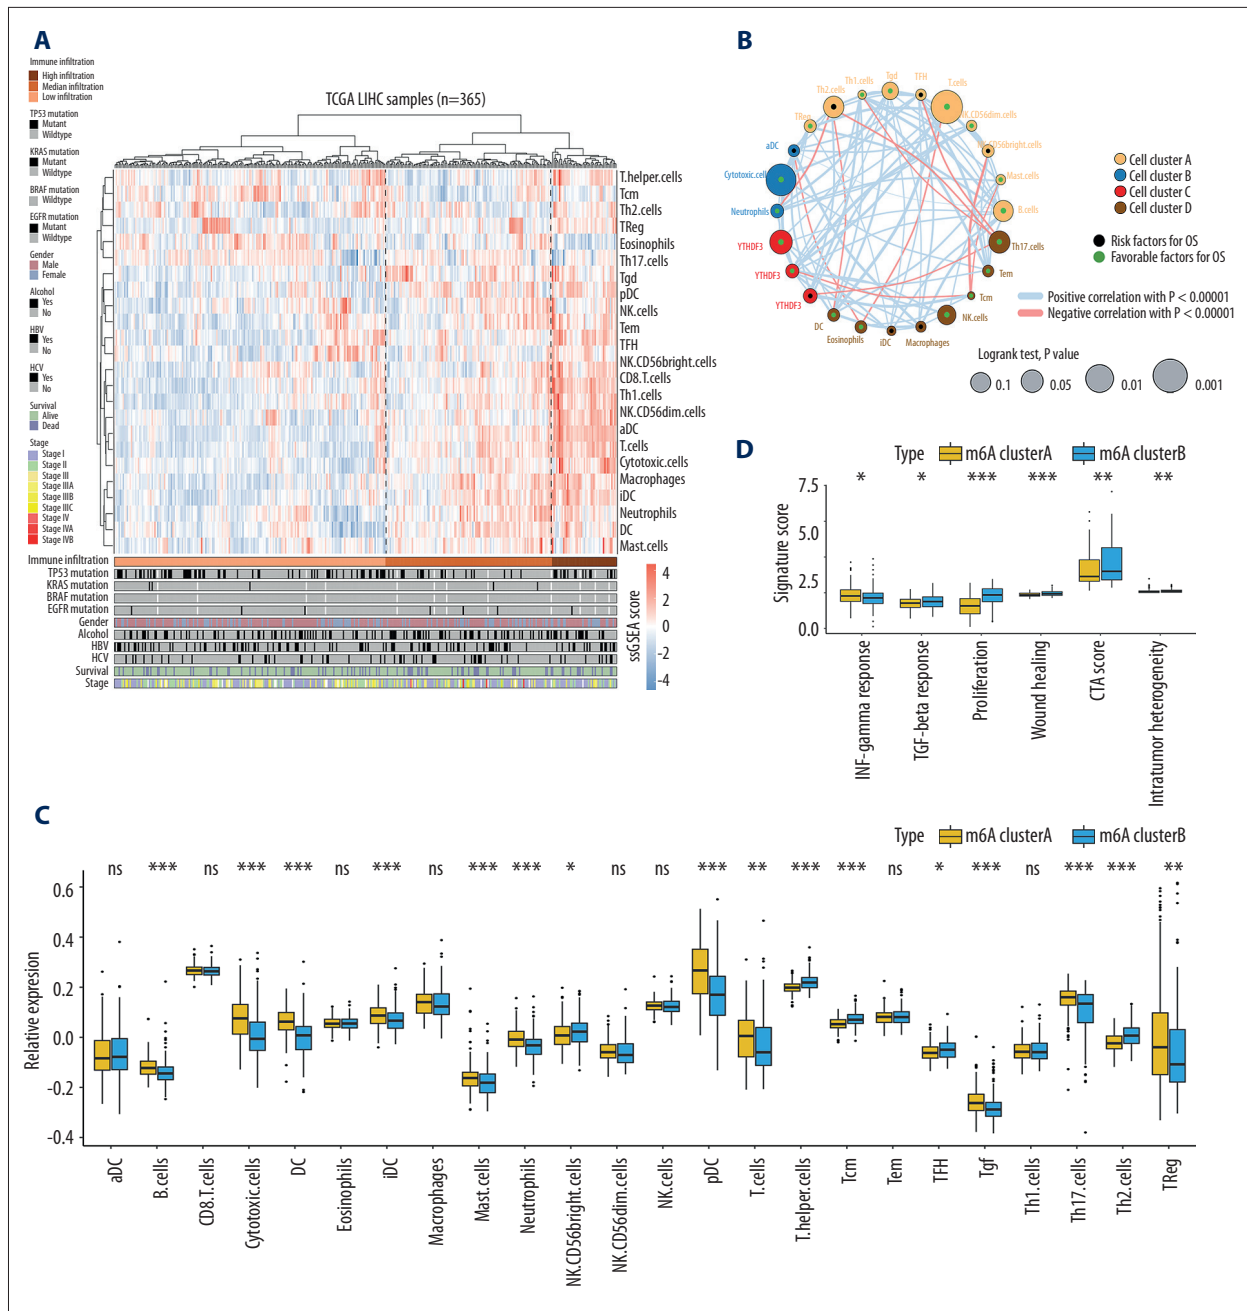 A
Immune infiltration
High infiltration
Median infiltration
Low infiltration
TP53 mutation
Mutant
Wildtype
KRAS mutation
Mutant
Wildtype
BRAF mutation
Wildtype
EGFR mutation
Mutant
Wildtype
Gender
Male
Female
Alcohol
Yes
No
HBV
Yes
No
HCV
Yes
No
Survival
Alive
Dead
Stage
Stage I
Stage II
Stage III
Stage IIIA
Stage IIIB
Stage IIIC
Stage IV
Stage IVA
Stage IVB
TCGA LIHC samples (n=365)
T.helper.cells
Tcm
Th2.cells
TReg
Eosinophils
Th17.cells
Tgd
pDC
NK.cells
Tem
TFH
NK.CD56bright.cells
CD8.T.cells
Th1.cells
NK.CD56dim.cells
aDC
T.cells
Cytotoxic.cells
Macrophages
iDC
Neutrophils
DC
Mast.cells
Immune infiltration
TP53 mutation
KRAS mutation
BRAF mutation
EGFR mutation
Gender
Alcohol
HBV
HCV
Survival
Stage
ssGSEA score
4
2
0
-2
-4
B
Tgd
TFH
T.cells
NK.CD56dim.cells
NK.CD56bright.cells
Mast.cells
B.cells
Th17.cells
Tem
Tcm
NK.cells
Macrophages
iDC
Eosinophils
DC
YTHDF3
YTHDF3
YTHDF3
Neutrophils
Cytotoxic.cell
aDC
TReg
Th2.cells
Th1.cells
Cell cluster A
Cell cluster B
Cell cluster C
Cell cluster D
Risk factors for OS
Favorable factors for OS
Positive correlation with P < 0.00001
Negative correlation with P < 0.00001
Logrank test, P value
0.1 0.05 0.01 0.001
D
Type m6A clusterA m6A clusterB
* * *** *** ** **
Signature score
7.5
5.0
2.5
0.0
INF-gamma response
TGF-beta response
Proliferation
Wound healing
CTA score
Intratumor heterogeneity
C
Type m6A clusterA m6A clusterB
ns *** ns *** *** ns *** ns *** *** * ns ns *** ** *** *** ns * *** ns *** *** **
Relative expresion
0.6
0.4
0.2
0.0
-0.2
-0.4
aDC
B.cells
CD8.T.cells
Cytotoxic.cells
DC
Eosinophils
iDC
Macrophages
Mast.cells
Neutrophils
NK.CD56bright.cells
NK.CD56dim.cells
NK.cells
pDC
T.cells
T.helper.cells
Tcm
Tem
TFH
Tgf
Th1.cells
Th17.cells
Th2.cells
TReg